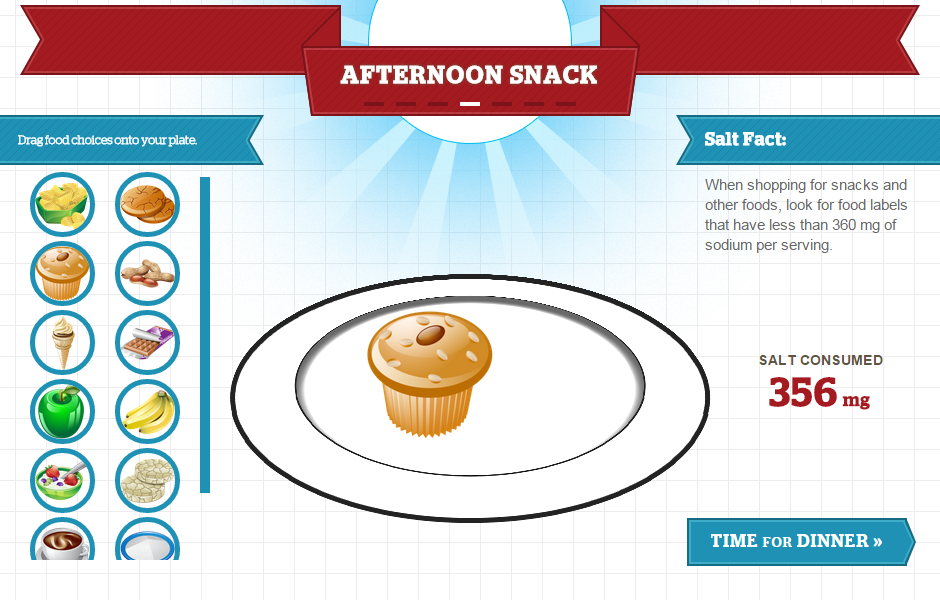 AFTERNOON SNACK
Drag food choices onto your plate.
Salt Fact:
When shopping for snacks and
other foods, look for food labels
that have less than 360 mg of
sodium per serving.
SALT CONSUMED
356 mg
TIME FOR DINNER »